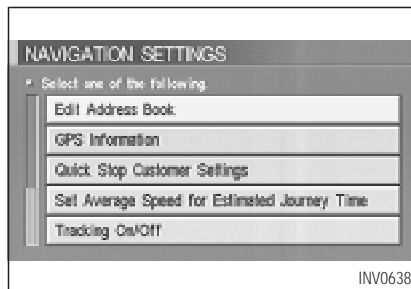 NAVIGATION SETTINGS
Select one of the following.
Edit Address Book
GPS Information
Quick Stop Customer Settings
Set Average Speed for Estimated Journey Time
Tracking On/Off
INV0638